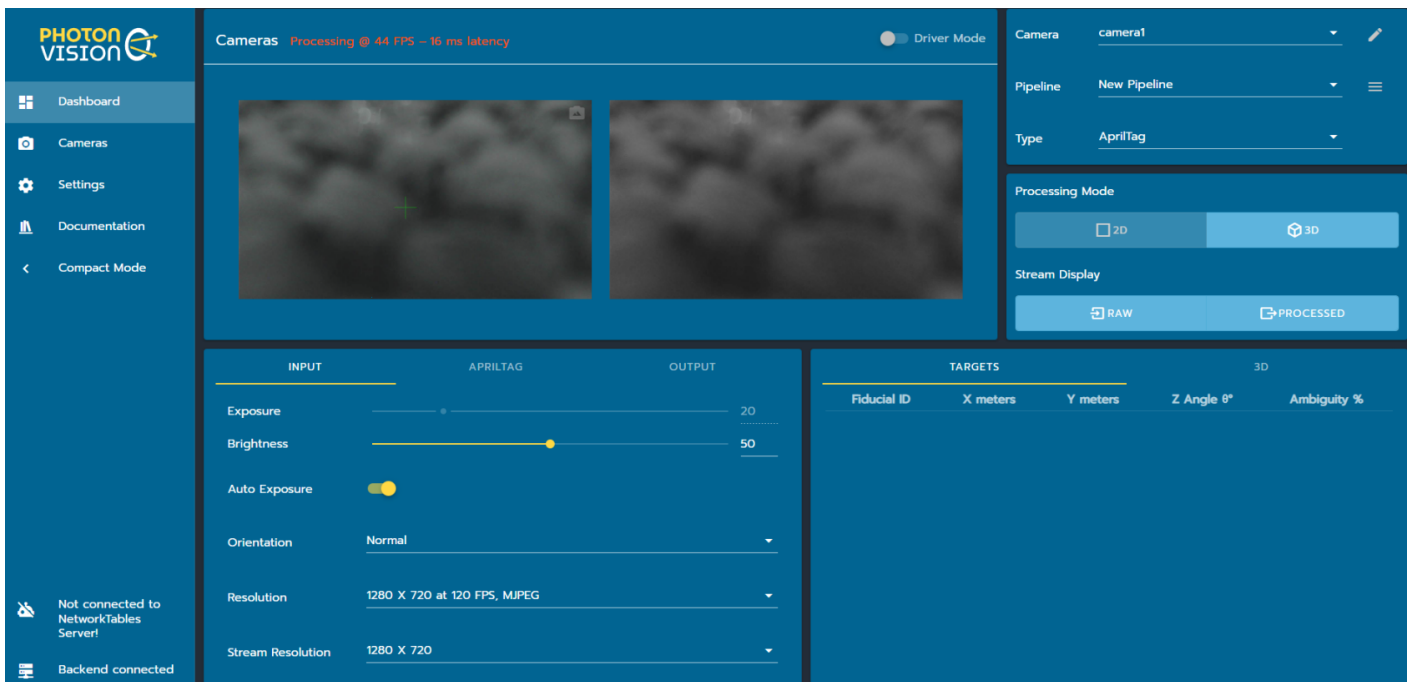 PHOTON
VISION
Dashboard
Cameras
Settings
Documentation
Compact Mode
Not connected to
NetworkTables
Server!
Backend connected
Cameras Processing @ 44 FPS – 16 ms latency
Driver Mode
Camera camera1
Pipeline New Pipeline
Type AprilTag
Processing Mode
2D 3D
Stream Display
RAW PROCESSED
INPUT APRILTAG OUTPUT
Exposure 20
Brightness 50
Auto Exposure
Orientation Normal
Resolution 1280 X 720 at 120 FPS, MJPEG
Stream Resolution 1280 X 720
TARGETS 3D
Fiducial ID X meters Y meters Z Angle θ° Ambiguity %